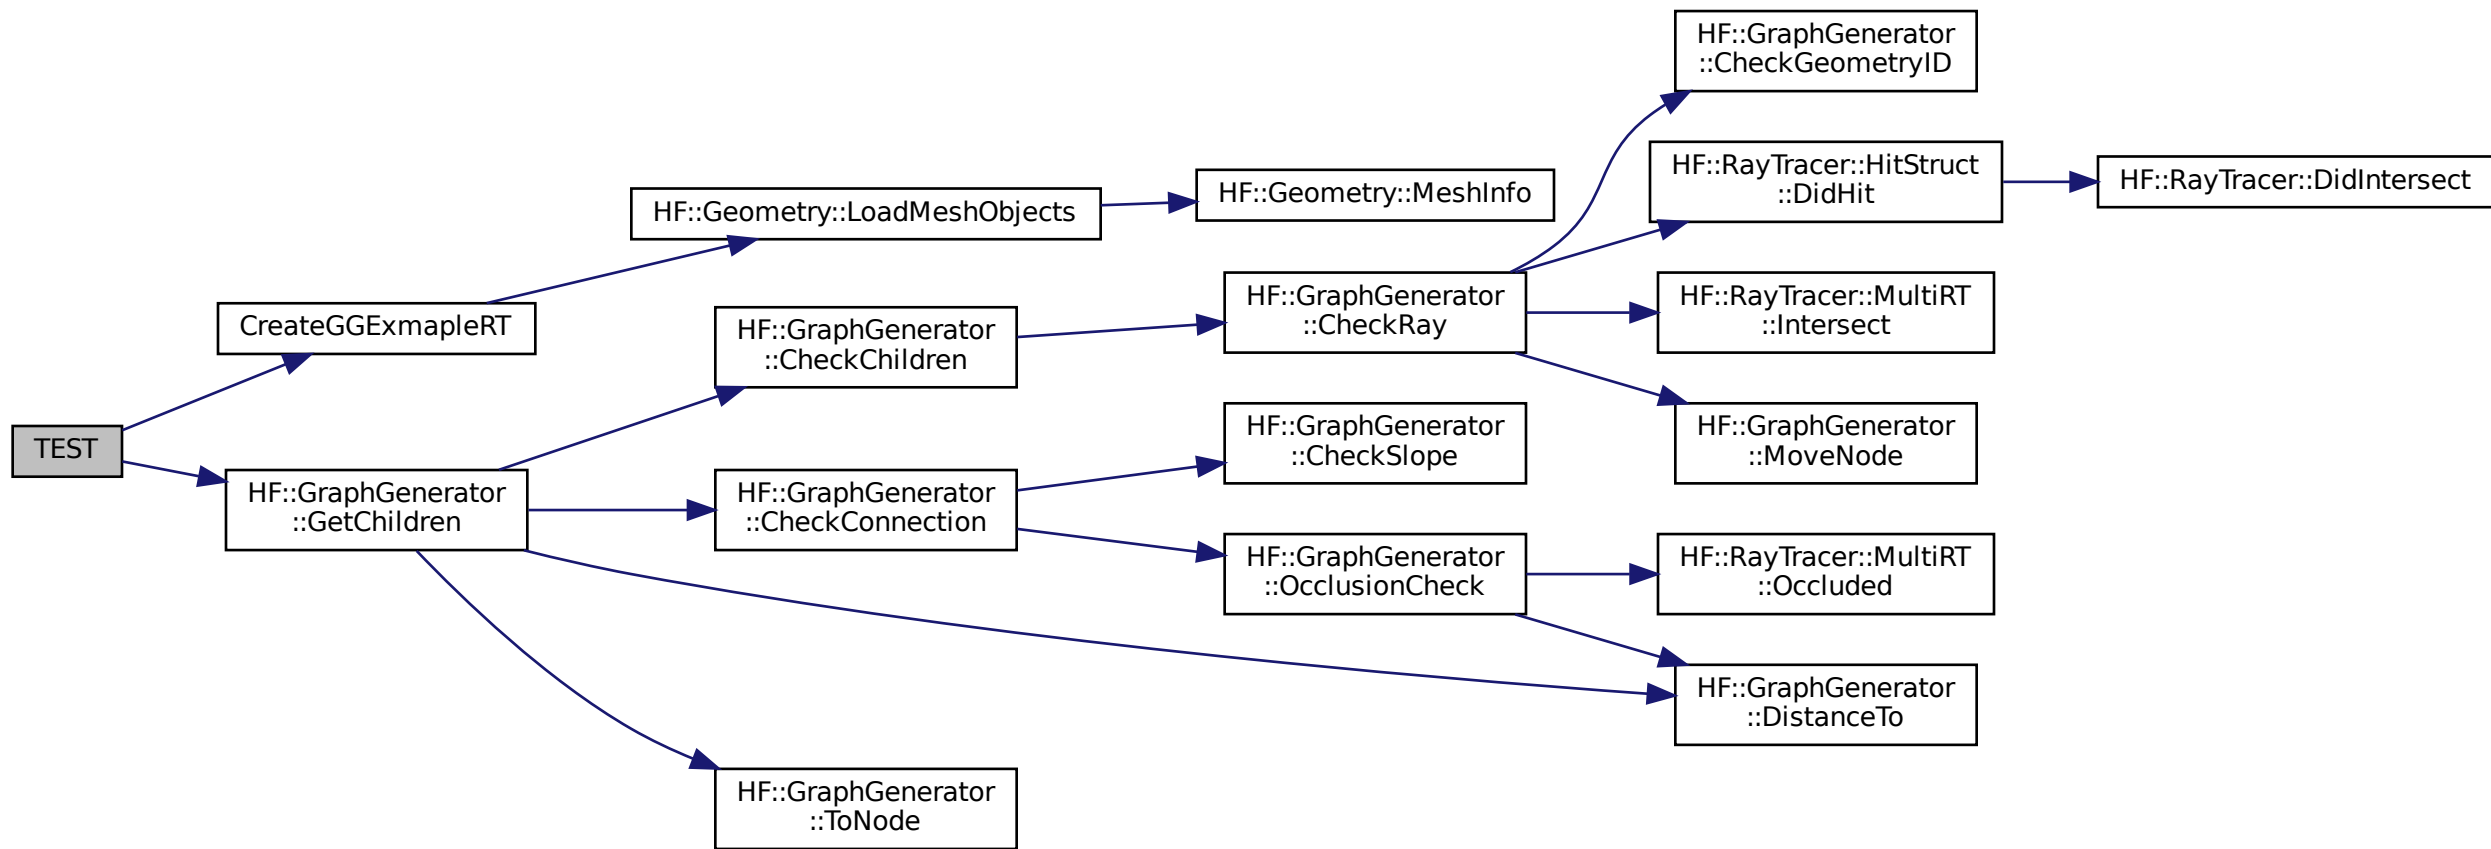 TEST
CreateGGExmapleRT
HF::Geometry::LoadMeshObjects
HF::Geometry::MeshInfo
HF::GraphGenerator
::GetChildren
HF::GraphGenerator
::CheckChildren
HF::GraphGenerator
::CheckRay
HF::GraphGenerator
::CheckGeometryID
HF::RayTracer::HitStruct
::DidHit
HF::RayTracer::DidIntersect
HF::RayTracer::MultiRT
::Intersect
HF::GraphGenerator
::MoveNode
HF::GraphGenerator
::CheckConnection
HF::GraphGenerator
::CheckSlope
HF::GraphGenerator
::OcclusionCheck
HF::RayTracer::MultiRT
::Occluded
HF::GraphGenerator
::DistanceTo
HF::GraphGenerator
::ToNode